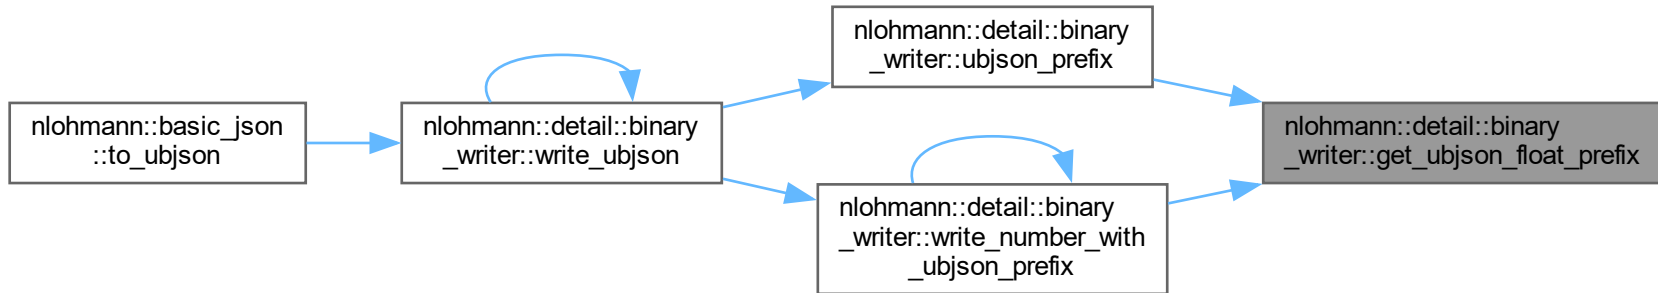 nlohmann::basic_json
::to_ubjson
nlohmann::detail::binary
_writer::write_ubjson
nlohmann::detail::binary
_writer::ubjson_prefix
nlohmann::detail::binary
_writer::write_number_with
_ubjson_prefix
nlohmann::detail::binary
_writer::get_ubjson_float_prefix